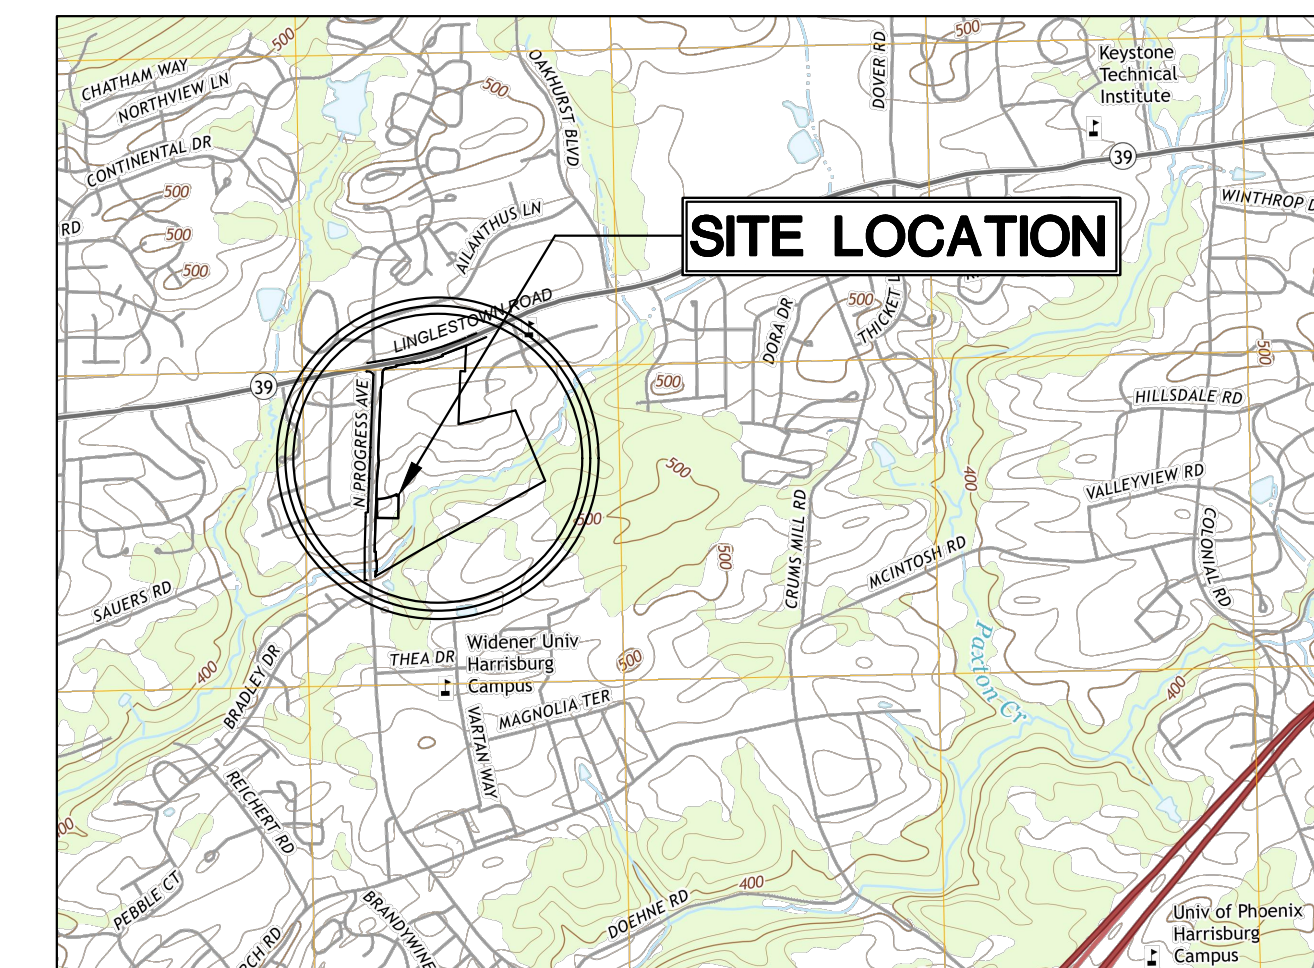 500
500
OAKHURST BLVD
DOVER RD
500
Keystone
Technical
Institute
CHATHAM WAY
NORTHVIEW LN
CONTINENTAL DR
39
500
RD
500
500
AILANTHUS LN
SITE LOCATION
WINTHROP D
LINGLESTOWN ROAD
DORA DR
500
THICKET L
39
N PROGRESS AVE
500
500
HILLSDALE RD
500
400
VALLEYVIEW RD
500
CRUMS MILL RD
500
MCINTOSH RD
COLONIAL RD
SAUERS RD
Widener Univ
Harrisburg
Campus
THEA DR
500
Paxton Cr
400
BRADLEY DR
400
MAGNOLIA TER
VARTAN WAY
REICHERT RD
00
PEBBLE CT
BRANDYWINE
400
DOEHNE RD
RCH RD
Univ of Phoenix
Harrisburg
Campus